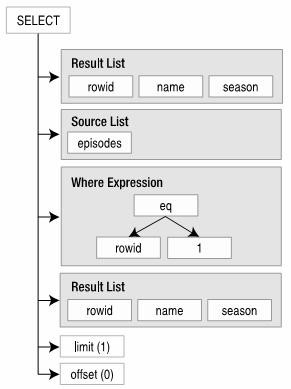 SELECT
Result List
rowid name season
Source List
episodes
Where Expression
eq
rowid 1
Result List
rowid name season
limit (1)
offset (0)